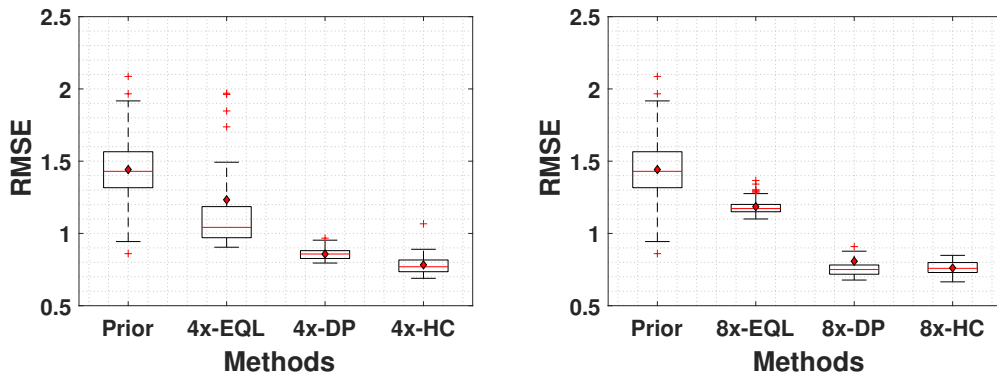 2.5
2
1.5
1
0.5
RMSE
Prior 4x-EQL 4x-DP 4x-HC
Methods
2.5
2
1.5
1
0.5
RMSE
Prior 8x-EQL 8x-DP 8x-HC
Methods